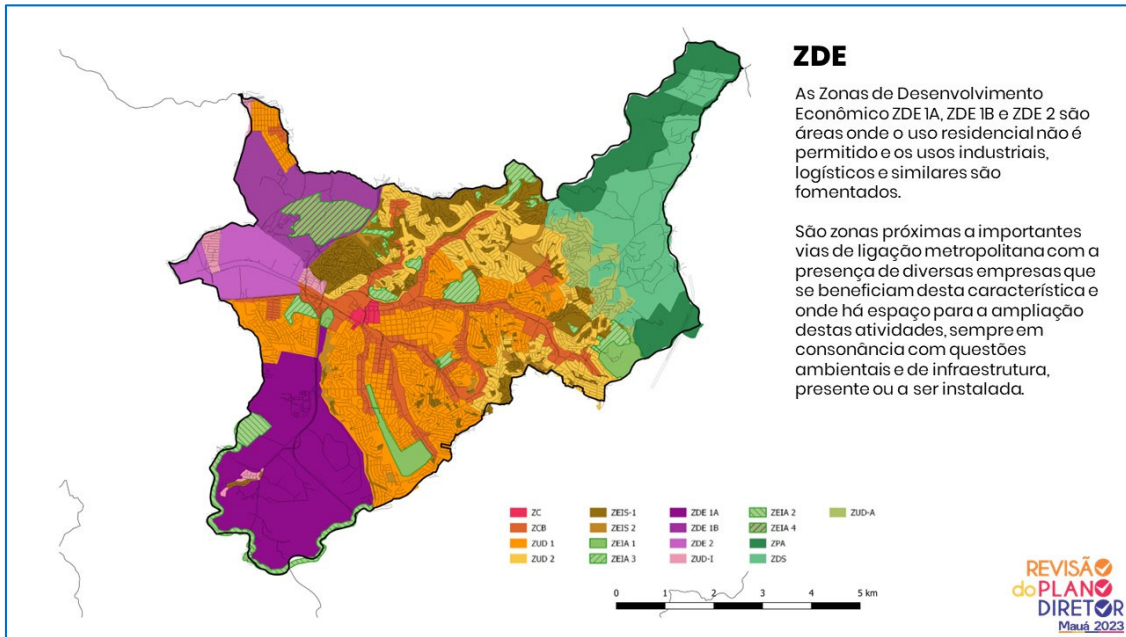 ZDE
As Zonas de Desenvolvimento
Econômico ZDE 1A, ZDE 1B e ZDE 2 são
áreas onde o uso residencial não é
permitido e os usos industriais,
logísticos e similares são
fomentados.
São zonas próximas a importantes
vias de ligação metropolitana com a
presença de diversas empresas que
se beneficiam desta característica e
onde há espaço para a ampliação
destas atividades, sempre em
consonância com questões
ambientais e de infraestrutura,
presente ou a ser instalada.
ZC
ZCB
ZUD 1
ZUD 2
ZEIS-1
ZEIS 2
ZEIA 1
ZEIA 3
ZDE 1A
ZDE 1B
ZDE 2
ZUD-I
ZEIA 2
ZEIA 4
ZPA
ZDS
ZUD-A
0 1 2 3 4 5 km
REVISÃO
do PLANO
DIRETOR
Mauá 2023